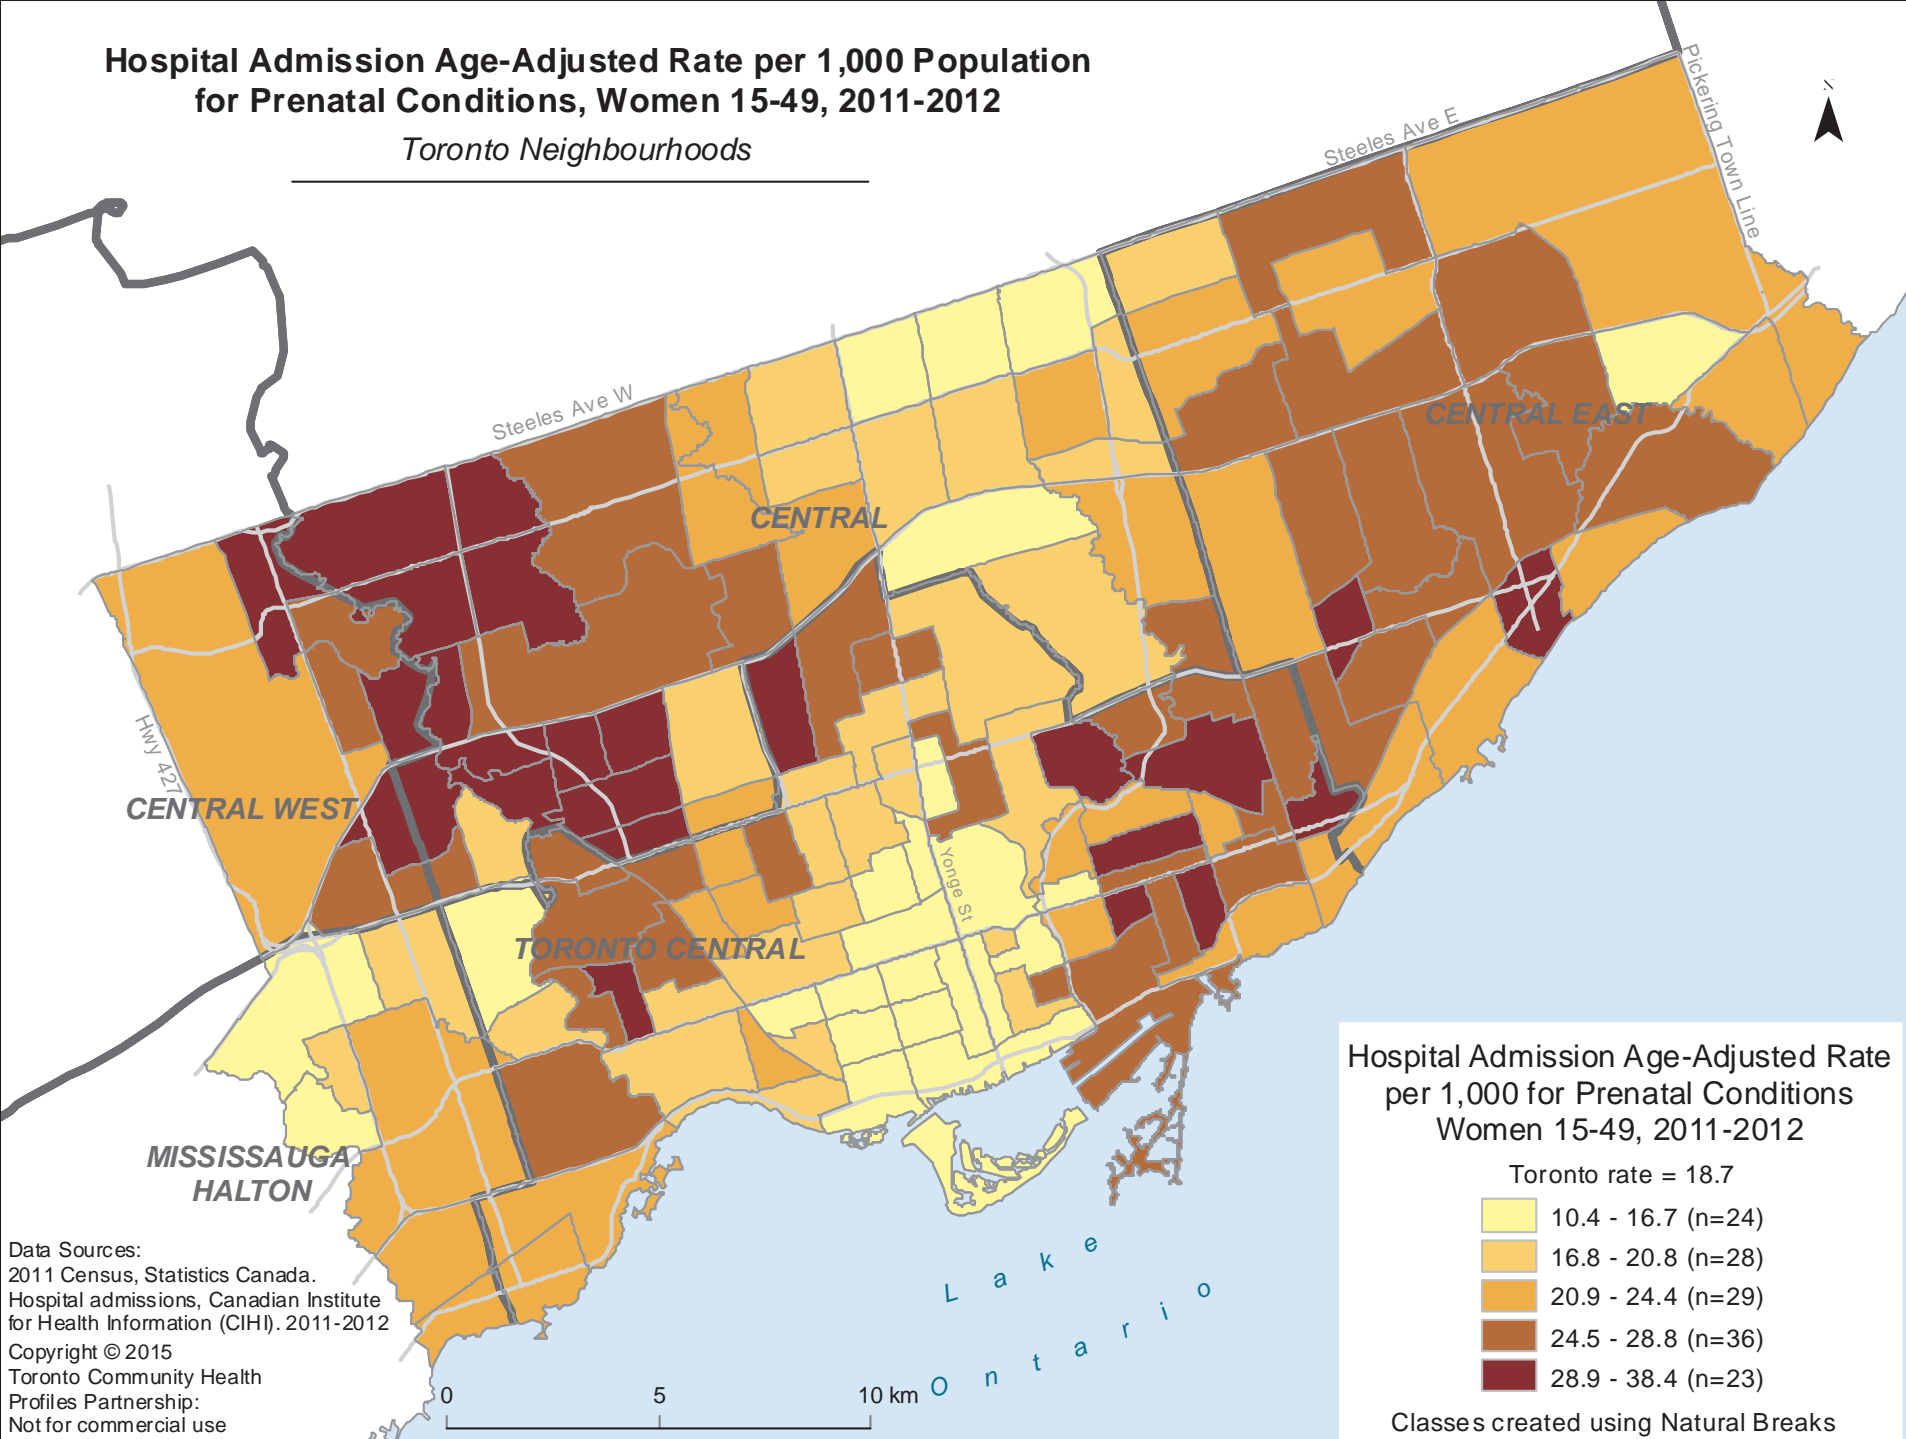 Hospital Admission Age-Adjusted Rate per 1,000 Population
for Prenatal Conditions, Women 15-49, 2011-2012
Toronto Neighbourhoods
N
Pickering Town Line
Steeles Ave E
Steeles Ave W
CENTRAL EAST
CENTRAL
Hwy 427
CENTRAL WEST
Yonge St
TORONTO CENTRAL
MISSISSAUGA
HALTON
Lake
Ontario
Hospital Admission Age-Adjusted Rate
per 1,000 for Prenatal Conditions
Women 15-49, 2011-2012
Toronto rate = 18.7
10.4 - 16.7 (n=24)
16.8 - 20.8 (n=28)
20.9 - 24.4 (n=29)
24.5 - 28.8 (n=36)
28.9 - 38.4 (n=23)
Classes created using Natural Breaks
Data Sources:
2011 Census, Statistics Canada.
Hospital admissions, Canadian Institute
for Health Information (CIHI). 2011-2012
Copyright © 2015
Toronto Community Health
Profiles Partnership:
Not for commercial use
0 5 10 km